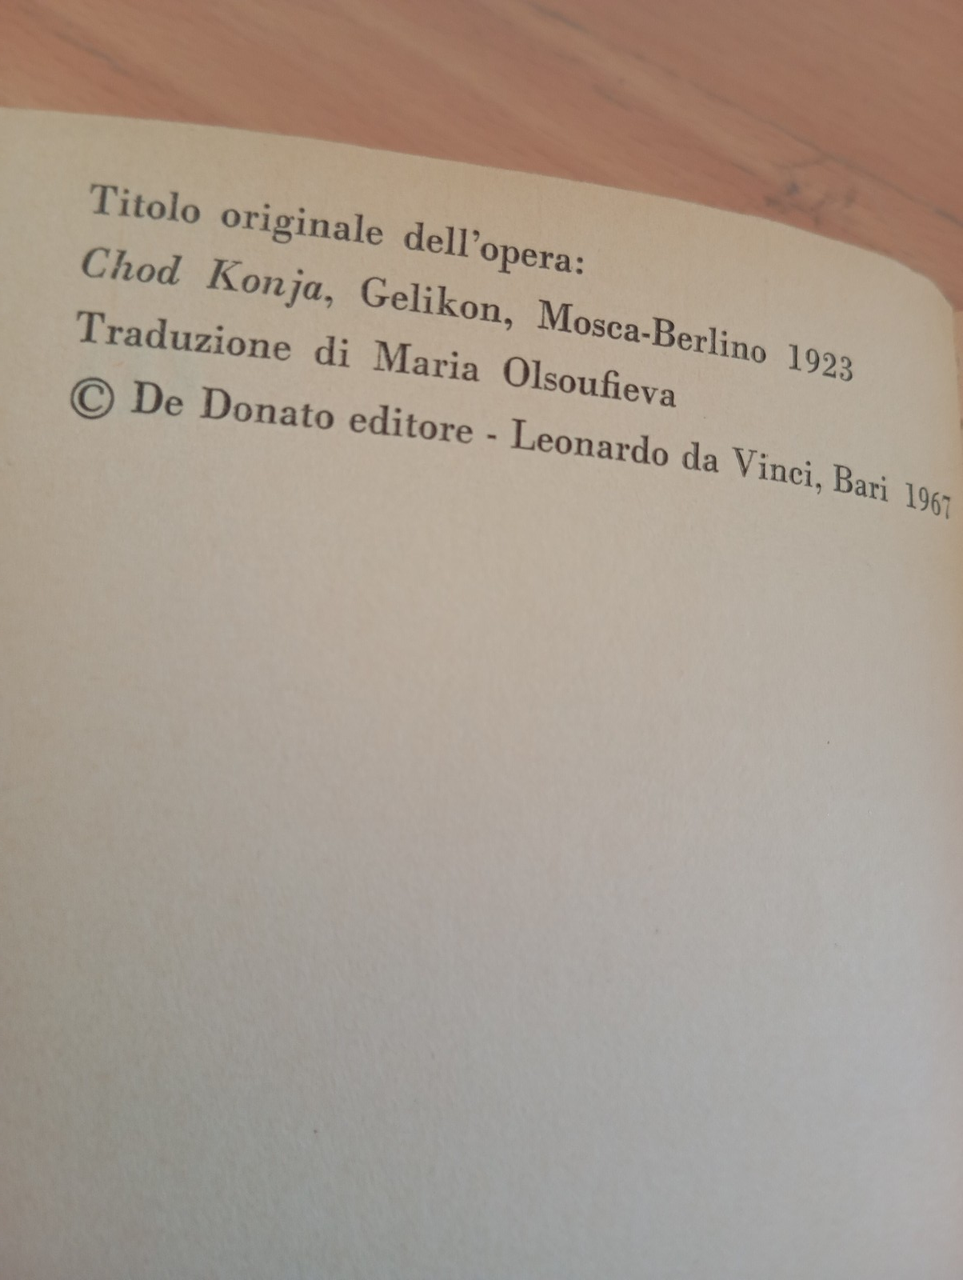 Titolo originale dell'opera:
Chod Konja, Gelikon, Mosca-Berlino 1923
Traduzione di Maria Olsoufieva
© De Donato editore - Leonardo da Vinci, Bari 1967